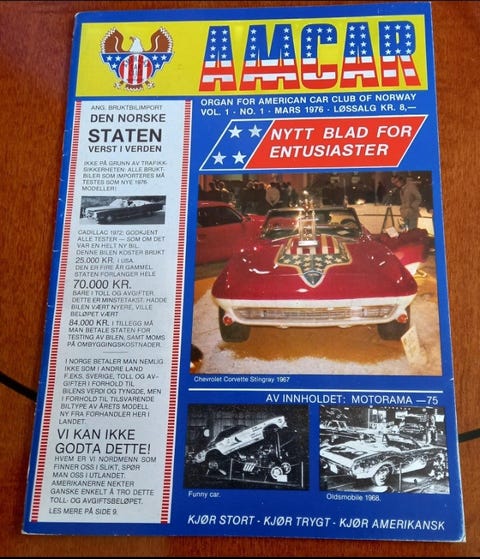 AMCAR
ORGAN FOR AMERICAN CAR CLUB OF NORWAY
VOL. 1 - NO. 1 - MARS 1976 - LØSSALG KR. 8,—
NYTT BLAD FOR
ENTUSIASTER
ANG. BRUKTBILIMPORT
DEN NORSKE
STATEN
VERST I VERDEN
IKKE PÅ GRUNN AV TRAFIKK-
SIKKERHETEN: ALLE BRUKT-
BILER SOM IMPORTERES MÅ
TESTES SOM NYE 1976
MODELLER!
CADILLAC 1972: GODKJENT
ALLE TESTER — SOM OM DET
VAR EN HELT NY BIL.
DENNE BILEN KOSTER BRUKT
25.000 KR. I USA.
DEN ER FIRE ÅR GAMMEL.
STATEN FORLANGER HELE
70.000 KR.
BARE I TOLL OG AVGIFTER.
DETTE ER MINSTETAKST. HADDE
BILEN VÆRT NYERE, VILLE
BELØPET VÆRT
84.000 KR. I TILLEGG MÅ
MAN BETALE STATEN FOR
TESTING AV BILEN, SAMT MOMS
PÅ OMBYGGINGSKOSTNADER.
I NORGE BETALER MAN NEMLIG
IKKE SOM I ANDRE LAND
F.EKS. SVERIGE, TOLL OG AV-
GIFTER I FORHOLD TIL
BILENS VERDI OG TYNGDE, MEN
I FORHOLD TIL TILSVARENDE
BILTYPE AV ÅRETS MODELL
NY FRA FORHANDLER HER I
LANDET.
VI KAN IKKE
GODTA DETTE!
HVEM ER VI NORDMENN SOM
FINNER OSS I SLIKT, SPØR
MAN OSS I UTLANDET.
AMERIKANERNE NEKTER
GANSKE ENKELT Å TRO DETTE
TOLL- OG AVGIFTSBELØPET.
LES MERE PÅ SIDE 9.
Chevrolet Corvette Stingray 1967
AV INNHOLDET: MOTORAMA —75
Funny car.
Oldsmobile 1968.
KJØR STORT - KJØR TRYGT - KJØR AMERIKANSK